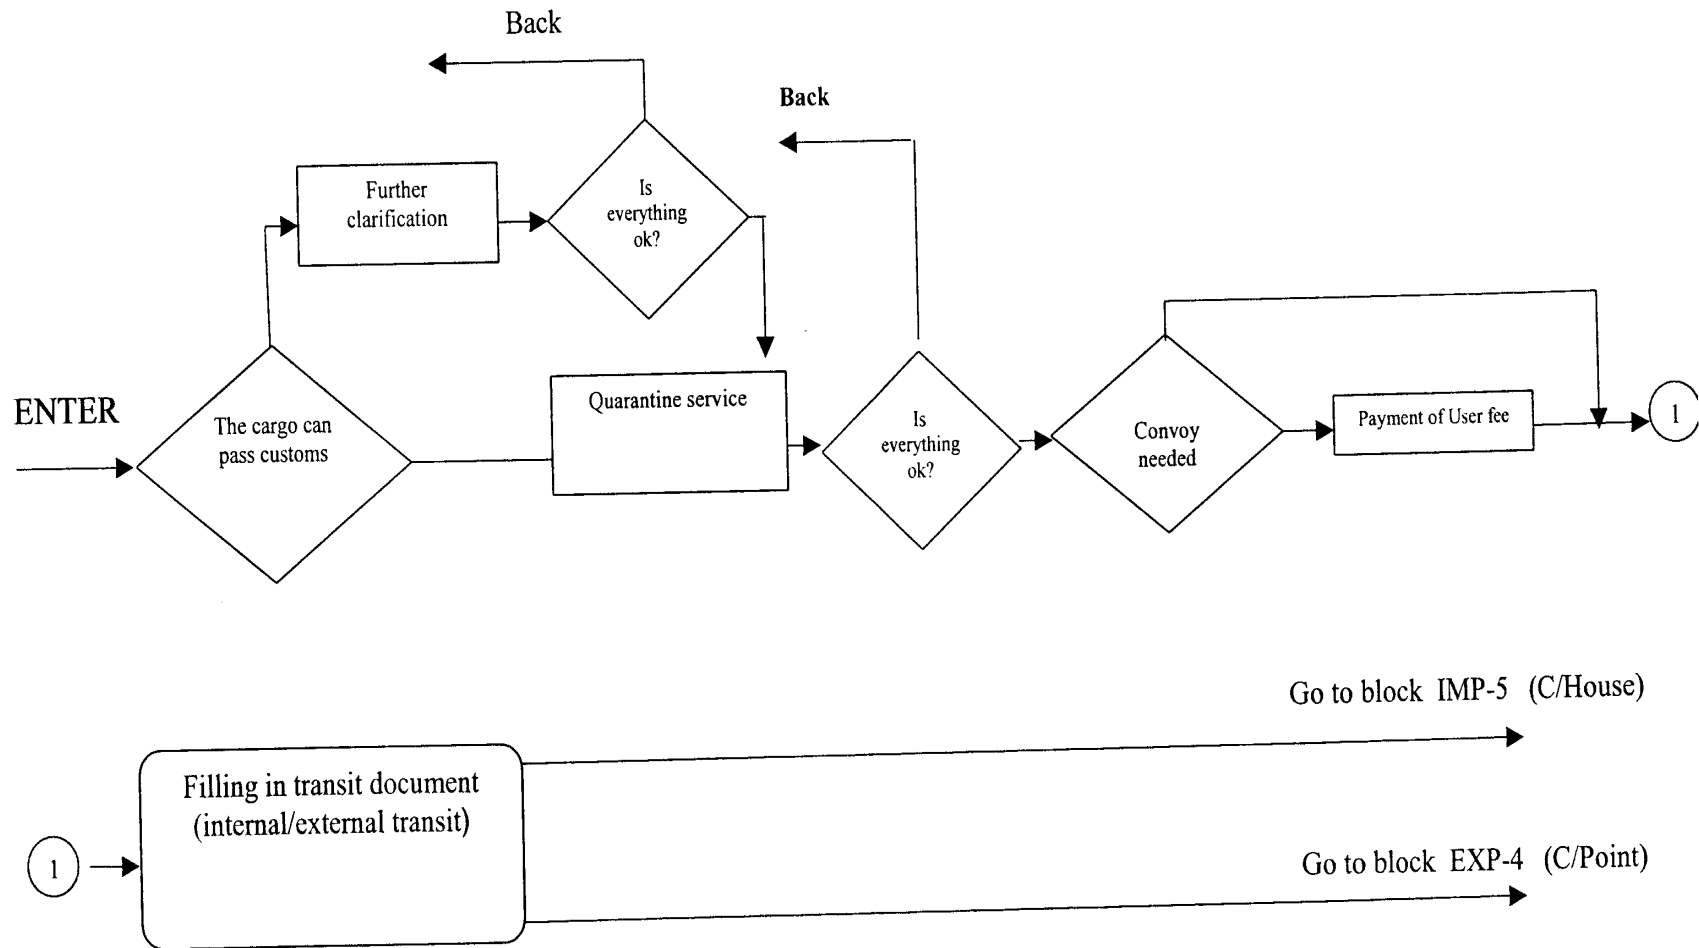 Back
Back
Further
clarification
Is
everything
ok?
ENTER
The cargo can
pass customs
Quarantine service
Is
everything
ok?
Convoy
needed
Payment of User fee
1
Go to block IMP-5 (C/House)
Filling in transit document
(internal/external transit)
1
Go to block EXP-4 (C/Point)